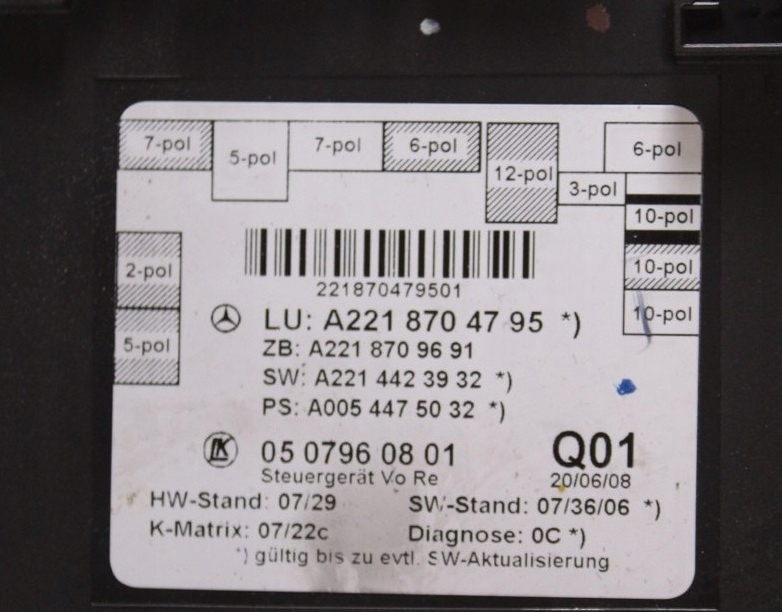 7-pol 5-pol 7-pol 6-pol 12-pol 3-pol 6-pol
10-pol
10-pol
10-pol
2-pol
5-pol
221870479501
LU: A221 870 47 95 *)
ZB: A221 870 96 91
SW: A221 442 39 32 *)
PS: A005 447 50 32 *)
LK 05 0796 08 01 Q01
Steuergerät Vo Re 20/06/08
HW-Stand: 07/29 SW-Stand: 07/36/06 *)
K-Matrix: 07/22c Diagnose: 0C *)
*) gültig bis zu evtl. SW-Aktualisierung